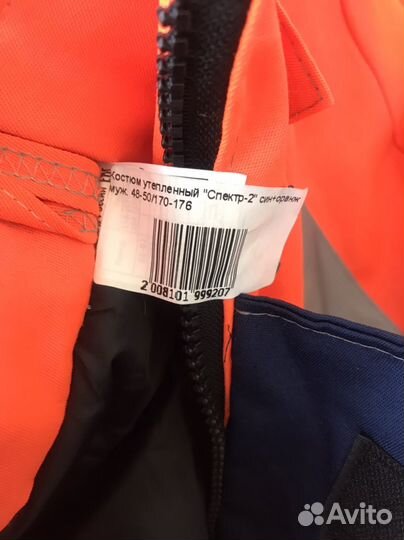 Костюм утепленный "Спектр-2" син+оранж
муж. 48-50/170-176
2 008101 999207
Avito